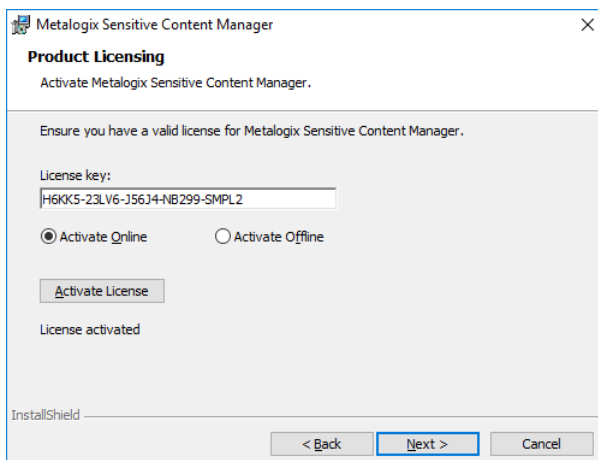 Metalogix Sensitive Content Manager
Product Licensing
Activate Metalogix Sensitive Content Manager.
Ensure you have a valid license for Metalogix Sensitive Content Manager.
License key:
H6KK5-23LV6-J56J4-NB299-SMPL2
Activate Online Activate Offline
Activate License
License activated
InstallShield
< Back Next > Cancel